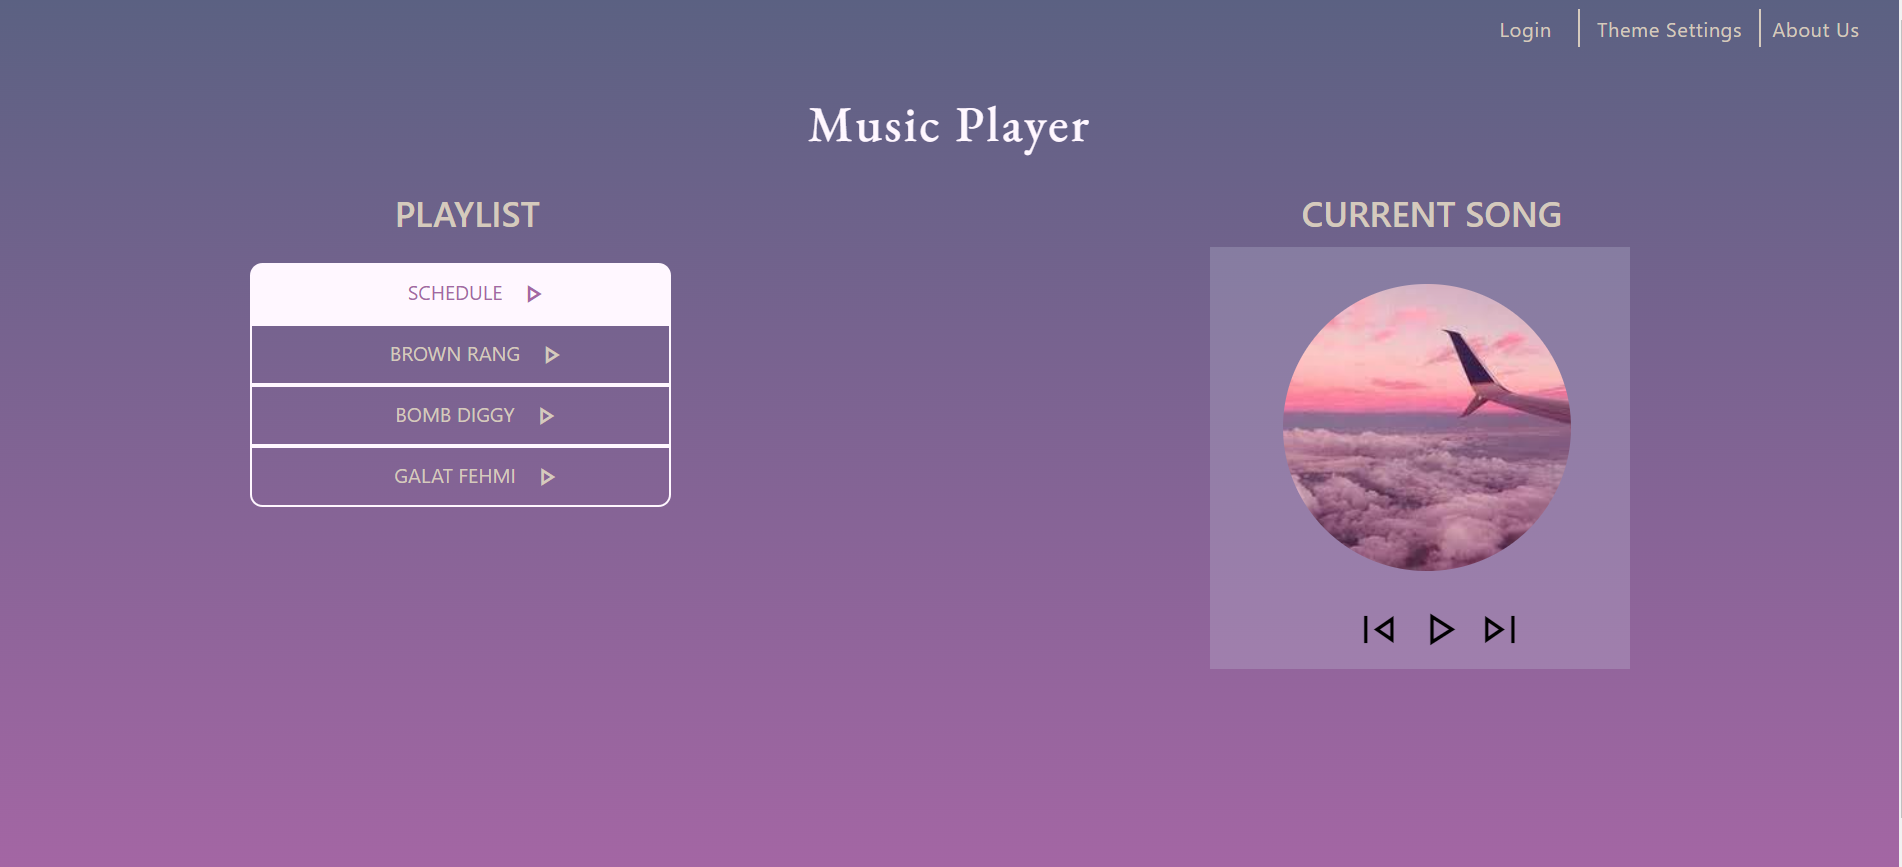 Login
Theme Settings
About Us
Music Player
PLAYLIST
SCHEDULE
BROWN RANG
BOMB DIGGY
GALAT FEHMI
CURRENT SONG